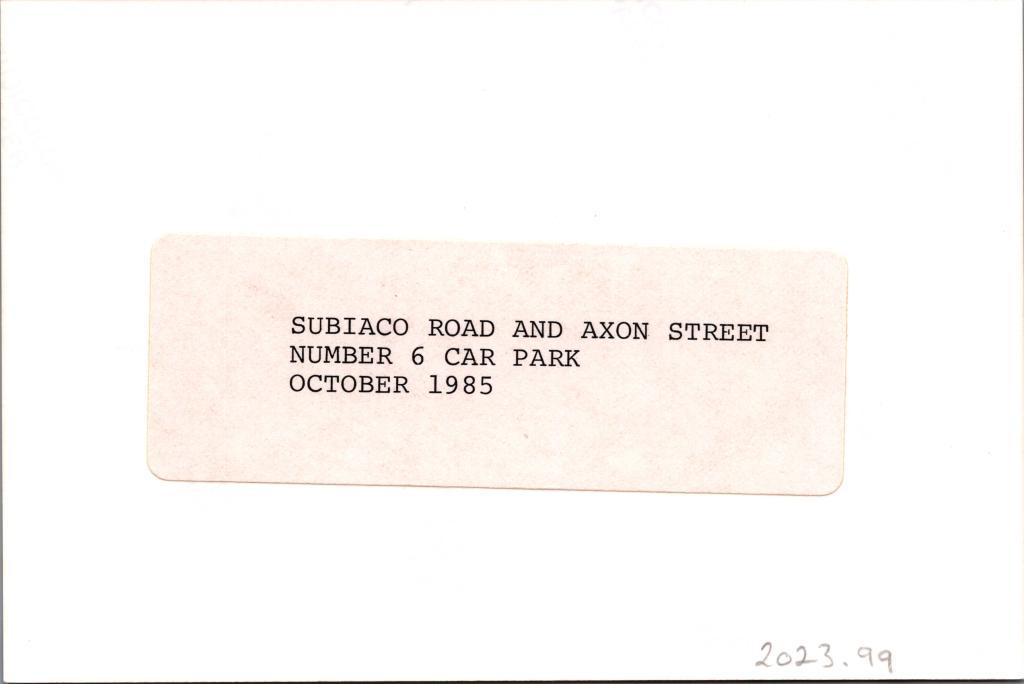 SUBIACO ROAD AND AXON STREET
NUMBER 6 CAR PARK
OCTOBER 1985
2023.99